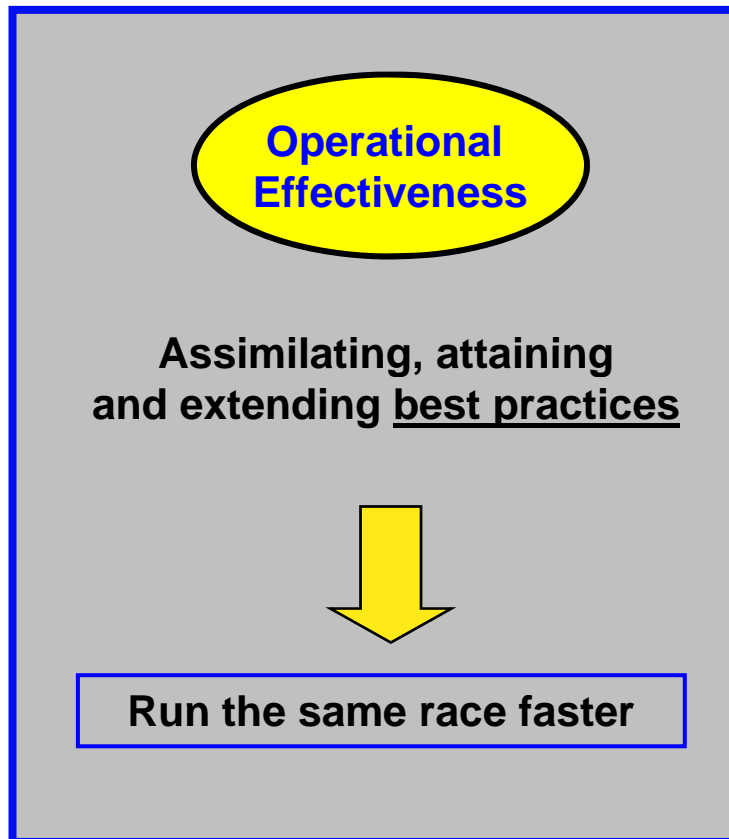 Operational
Effectiveness
Assimilating, attaining
and extending best practices
Run the same race faster